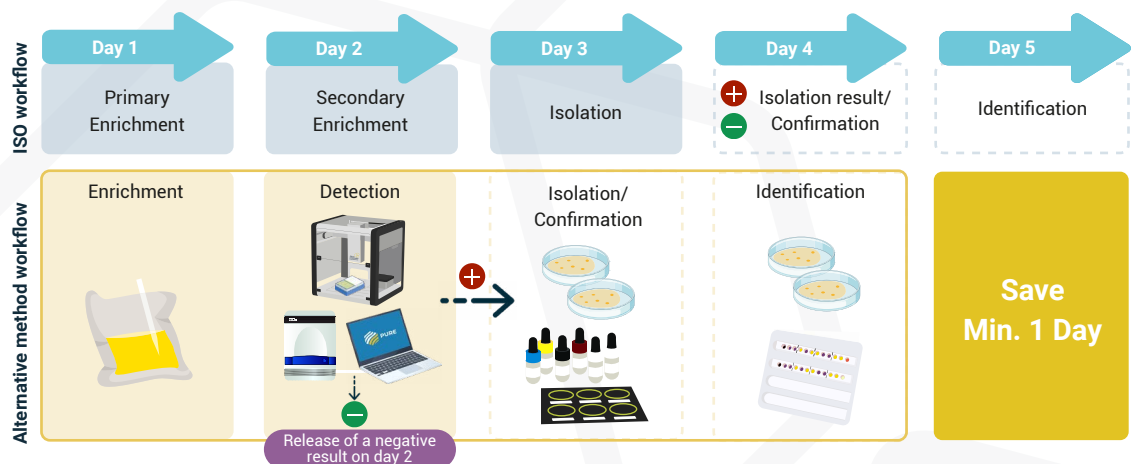 ISO workflow
Day 1
Day 2
Day 3
Day 4
Day 5
Primary
Enrichment
Secondary
Enrichment
Isolation
Isolation result/
Confirmation
Identification
Alternative method workflow
Enrichment
Detection
Isolation/
Confirmation
Identification
PURE
Release of a negative
result on day 2
Save
Min. 1 Day